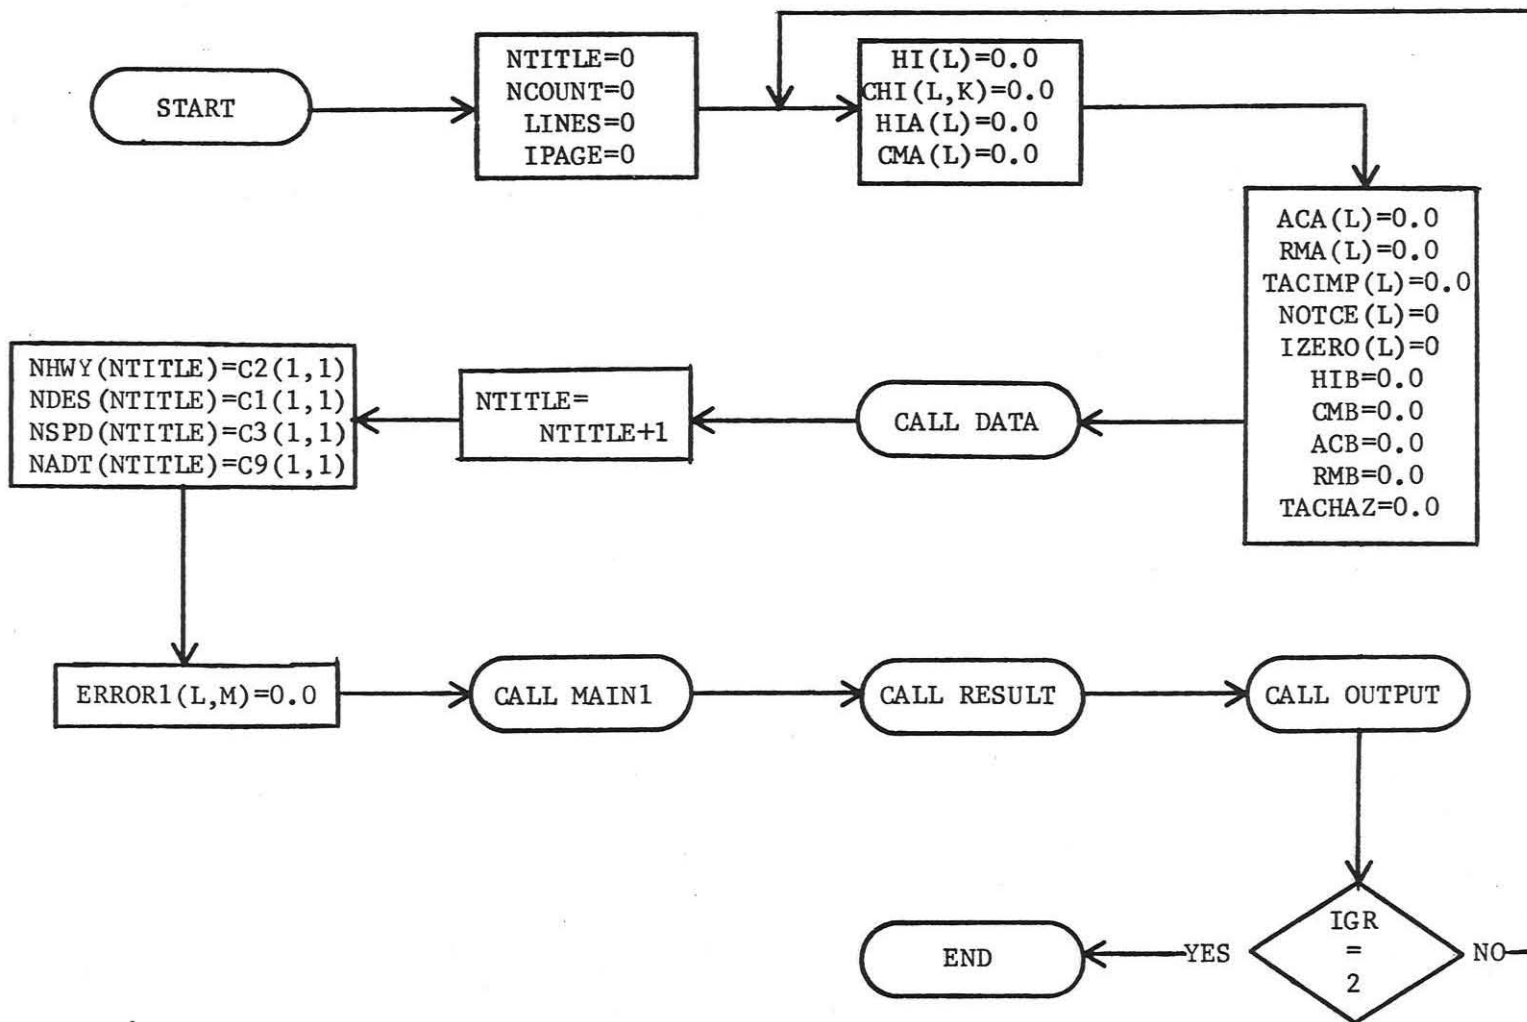 START
NTITLE=0
NCOUNT=0
LINES=0
IPAGE=0
HI(L)=0.0
CHI(L,K)=0.0
HIA(L)=0.0
CMA(L)=0.0
ACA(L)=0.0
RMA(L)=0.0
TACIMP(L)=0.0
NOTCE(L)=0
IZERO(L)=0
HIB=0.0
CMB=0.0
ACB=0.0
RMB=0.0
TACHAZ=0.0
CALL DATA
NTITLE=
NTITLE+1
NHWY(NTITLE)=C2(1,1)
NDES(NTITLE)=C1(1,1)
NSPD(NTITLE)=C3(1,1)
NADT(NTITLE)=C9(1,1)
ERROR1(L,M)=0.0
CALL MAIN1
CALL RESULT
CALL OUTPUT
IGR
=
2
NO
YES
END